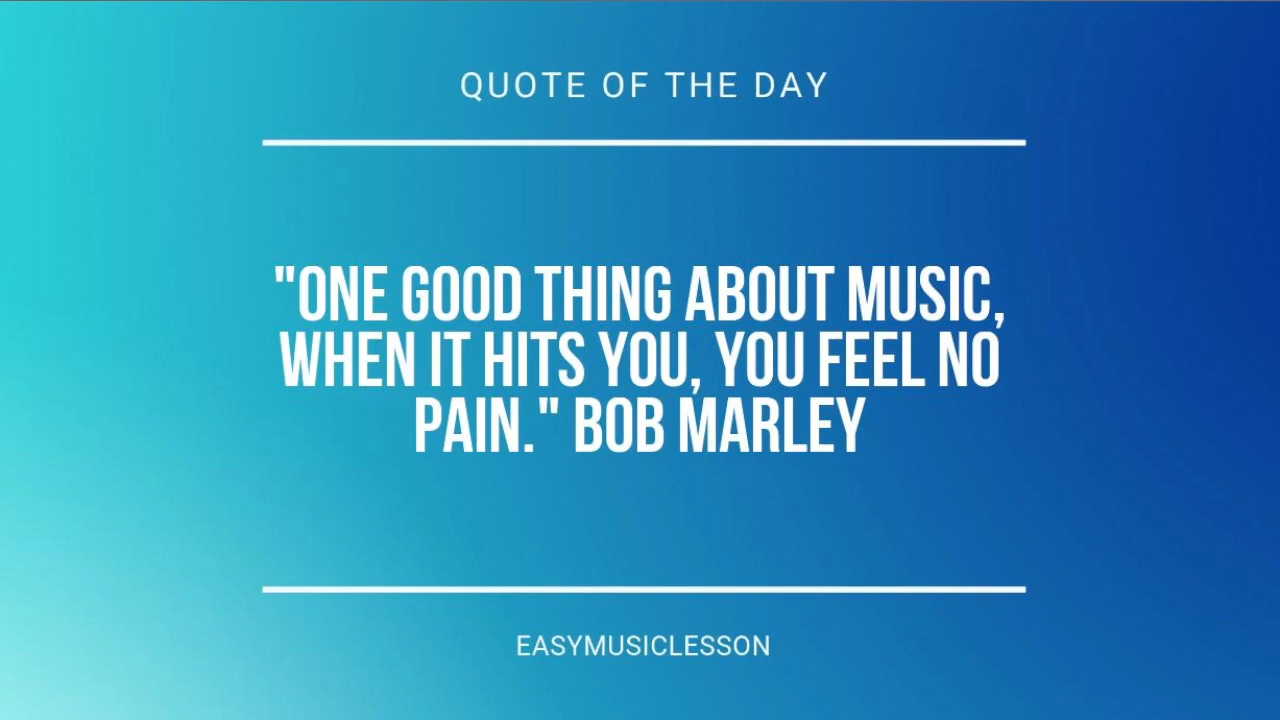 QUOTE OF THE DAY
"ONE GOOD THING ABOUT MUSIC,
WHEN IT HITS YOU, YOU FEEL NO
PAIN." BOB MARLEY
EASYMUSICLESSON